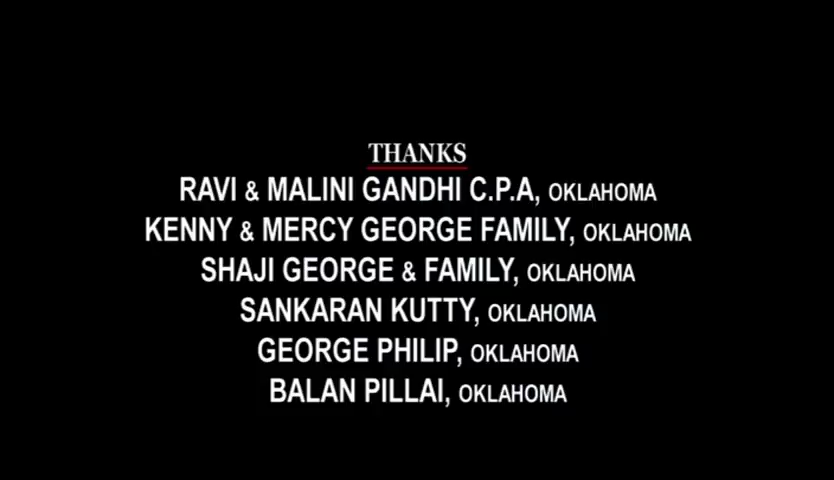 THANKS
RAVI & MALINI GANDHI C.P.A, OKLAHOMA
KENNY & MERCY GEORGE FAMILY, OKLAHOMA
SHAJI GEORGE & FAMILY, OKLAHOMA
SANKARAN KUTTY, OKLAHOMA
GEORGE PHILIP, OKLAHOMA
BALAN PILLAI, OKLAHOMA